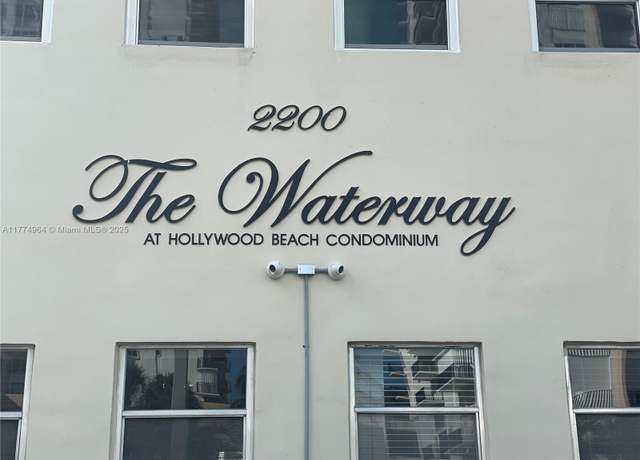 2200
The Waterway
AT HOLLYWOOD BEACH CONDOMINIUM
A11774964 © Miami MLS® 2025